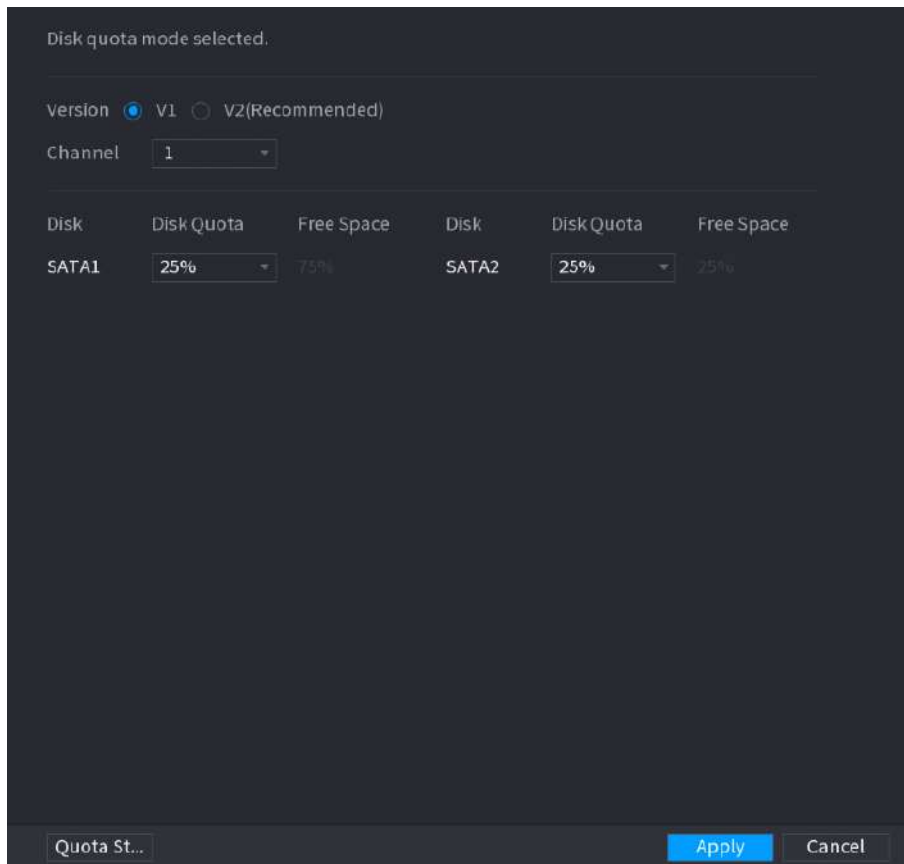 Disk quota mode selected.
Version V1 V2(Recommended)
Channel 1
Disk Disk Quota Free Space Disk Disk Quota Free Space
SATA1 25% 75% SATA2 25% 25%
Quota St... Apply Cancel